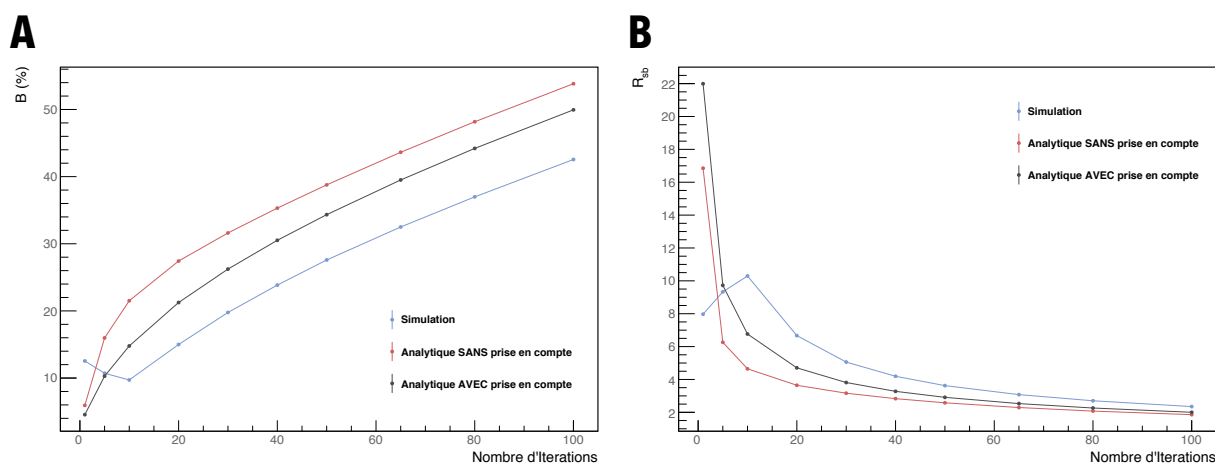 A
B (%)
50
40
30
20
10
0 20 40 60 80 100
Nombre d'Iterations
Simulation
Analytique SANS prise en compte
Analytique AVEC prise en compte
B
R_sb
22
20
18
16
14
12
10
8
6
4
2
0 20 40 60 80 100
Nombre d'Iterations
Simulation
Analytique SANS prise en compte
Analytique AVEC prise en compte